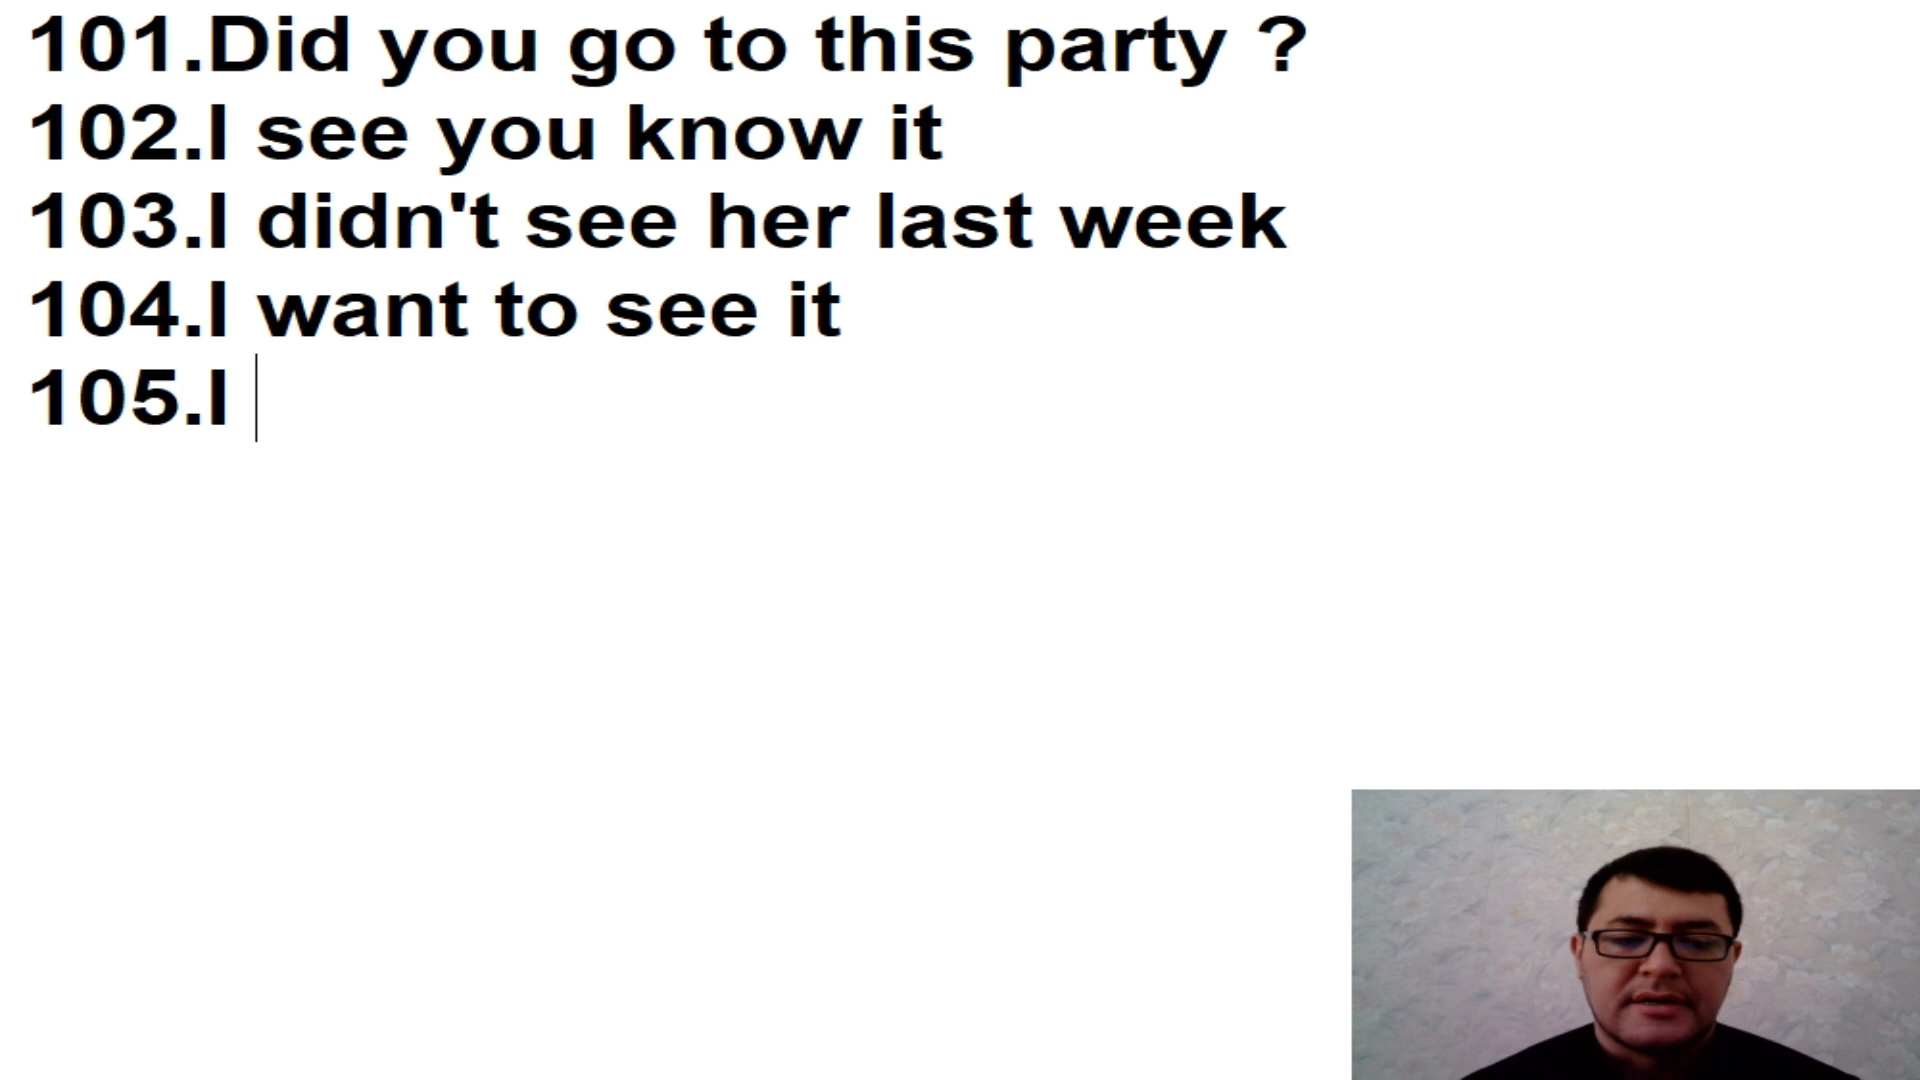 101.Did you go to this party ?
102.I see you know it
103.I didn't see her last week
104.I want to see it
105.I